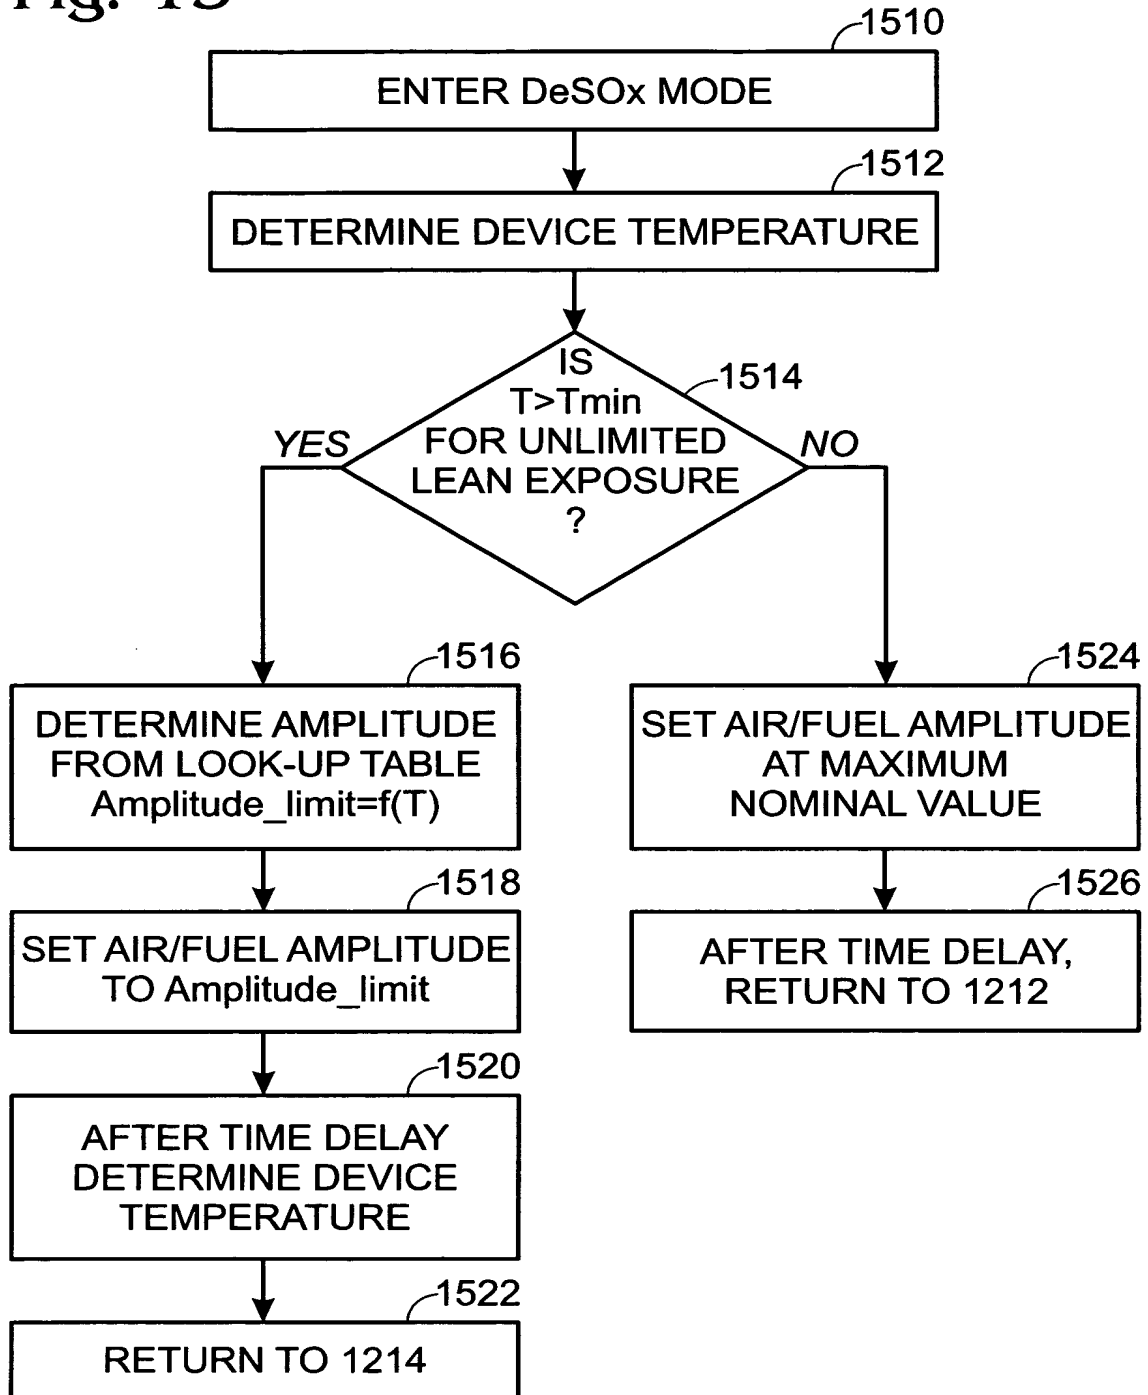 1510
ENTER DeSOx MODE
1512
DETERMINE DEVICE TEMPERATURE
1514
IS
T>Tmin
FOR UNLIMITED
LEAN EXPOSURE
?
YES
NO
1516
DETERMINE AMPLITUDE
FROM LOOK-UP TABLE
Amplitude_limit=f(T)
1518
SET AIR/FUEL AMPLITUDE
TO Amplitude_limit
1520
AFTER TIME DELAY
DETERMINE DEVICE
TEMPERATURE
1522
RETURN TO 1214
1524
SET AIR/FUEL AMPLITUDE
AT MAXIMUM
NOMINAL VALUE
1526
AFTER TIME DELAY,
RETURN TO 1212